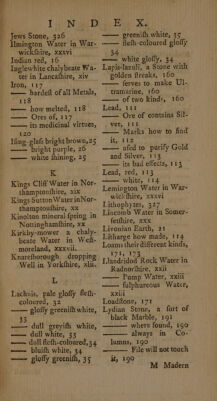 I N D E X.
Jews Stone, 526
Ilmington Water in War-
wickshire, xxxvi
Indian red, 16
Inglewhite chalybeate Wa-
ter in Lancashire, xiv
Iron, 117
—— hardest of all Metals,
118
—— how melted, 118
—— Ores of, 117
—— its medicinal virtues,
120
Ising-glass bright brown, 25
—— bright purple, 26
—— white shining, 25
K
Kings Cliff Water in Nor-
thamptonshire, xix
Kings Sutton Water in Nor-
thamptonshire, xx
Kinolton mineral spring in
Nottinghamshire, xx
Kirkby-mower a chaly-
beate Water in West-
moreland, xxxvii.
Knaresborough dropping
Well in Yorkshire, xlii.
L
Lachsis, pale glossy flesh-
coloured, 32
—— glossy greenish white,
33
—— dull greyish white,
—— dull white, 35
—— dull flesh-coloured, 34
—— bluish white, 34
—— glossy greenish, 35
—— greenish white, 35
—— flesh-coloured glossy
34
—— white glossy, 34
Lapis-lazuli, a Stone with
golden streaks, 160
—— serves to make Ul-
tramarine, 160
—— of two kinds, 160
Lead, 111
—— Ore of contains Sil-
ver, 111
—— Marks how to find
it, 112
—— used to purify Gold
and Silver, 113
—— its bad effects, 113
Lead, red, 113
—— white, 114
Lemington Water in War-
wickshire, xxxvi
Lithophytes, 327
Lincomb Water in Somer-
setshire, xxx
Livonian Earth, 21
Litharge how made, 114
Loams their different kinds,
171, 173
Llandridod Rock Water in
Radnorshire, xxii
—— Pump Water, xxiii
—— sulphureous Water,
xxiii
Loadstone, 171
Lydian Stone, a sort of
black Marble, 191
—— where found, 190
—— always in Co-
lumns, 190
—— File will not touch
it, 190
M Madern